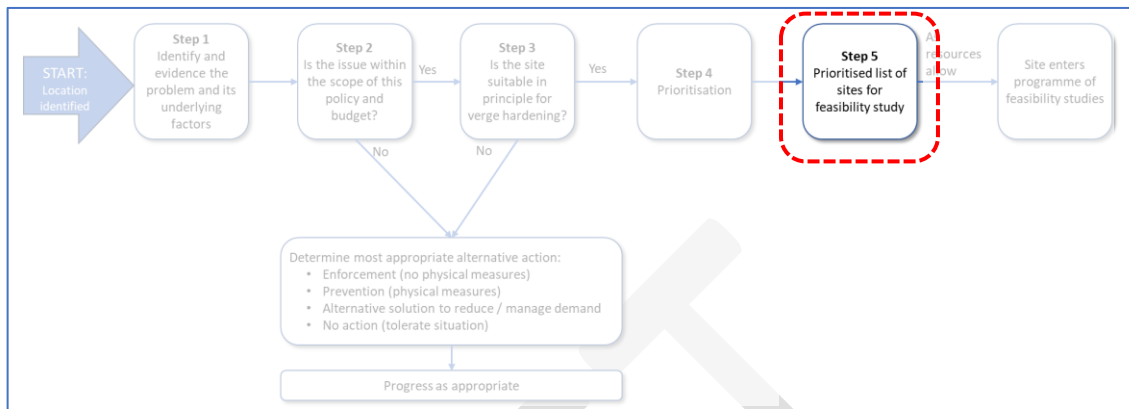 START:
Location
identified
Step 1
Identify and
evidence the
problem and its
underlying
factors
Step 2
Is the issue within
the scope of this
policy and
budget?
Yes
No
Step 3
Is the site
suitable in
principle for
verge hardening?
Yes
No
Step 4
Prioritisation
Step 5
Prioritised list of
sites for
feasibility study
resources
allow
Site enters
programme of
feasibility studies
Determine most appropriate alternative action:
• Enforcement (no physical measures)
• Prevention (physical measures)
• Alternative solution to reduce / manage demand
• No action (tolerate situation)
Progress as appropriate